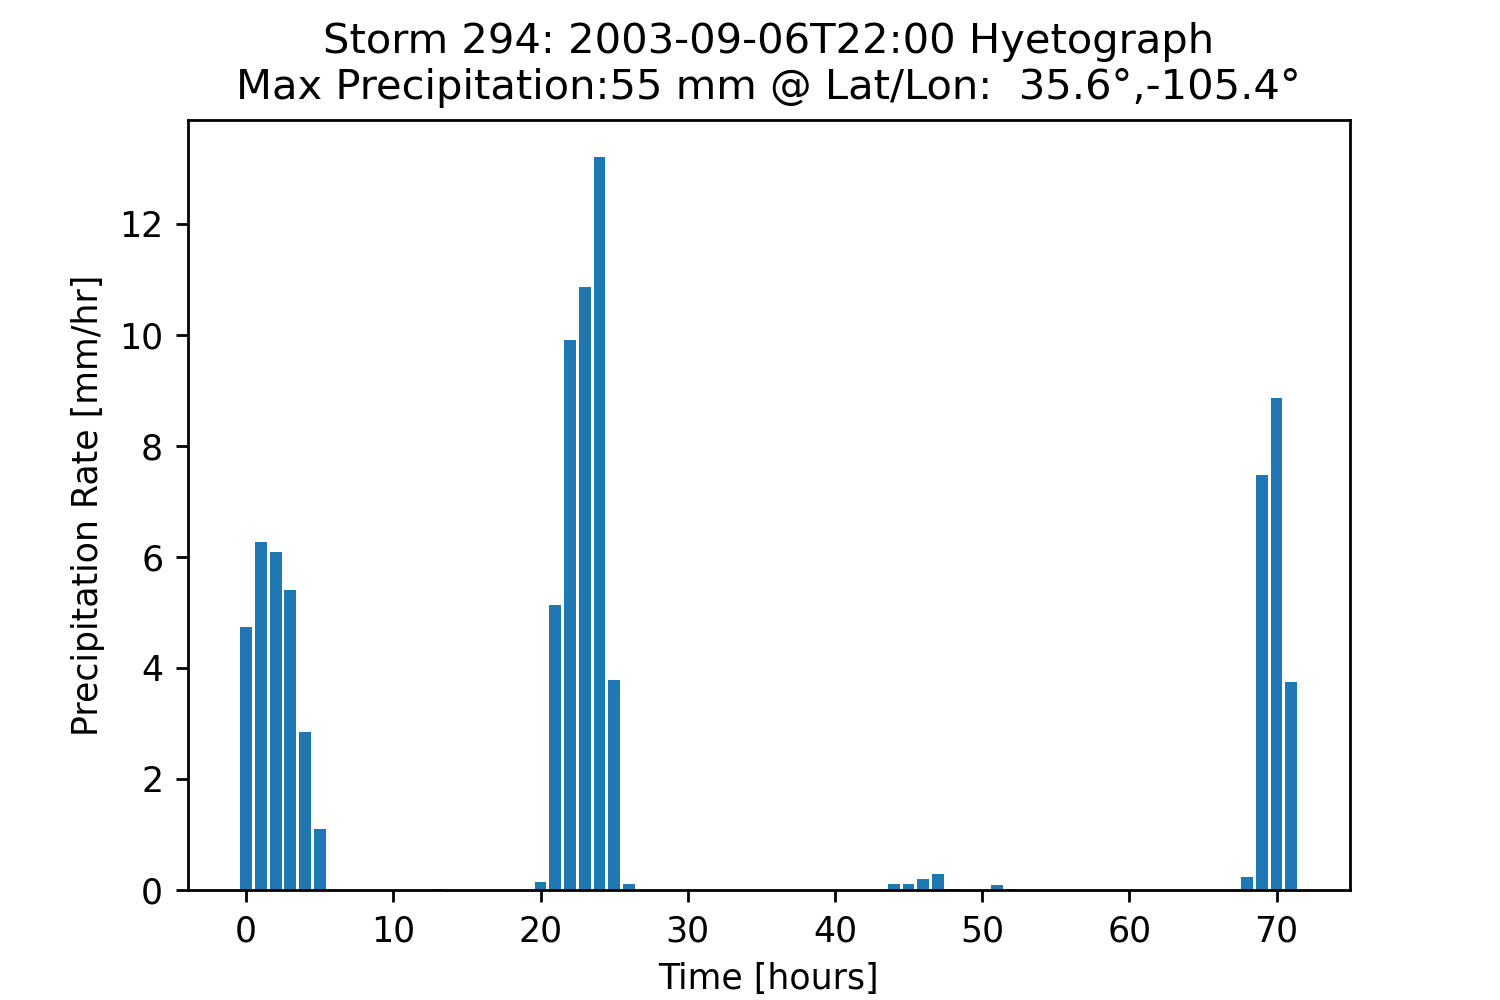 Storm 294: 2003-09-06T22:00 Hyetograph
Max Precipitation:55 mm @ Lat/Lon:  35.6°,-105.4°
12
10
8
6
4
2
0
Precipitation Rate [mm/hr]
0 10 20 30 40 50 60 70
Time [hours]